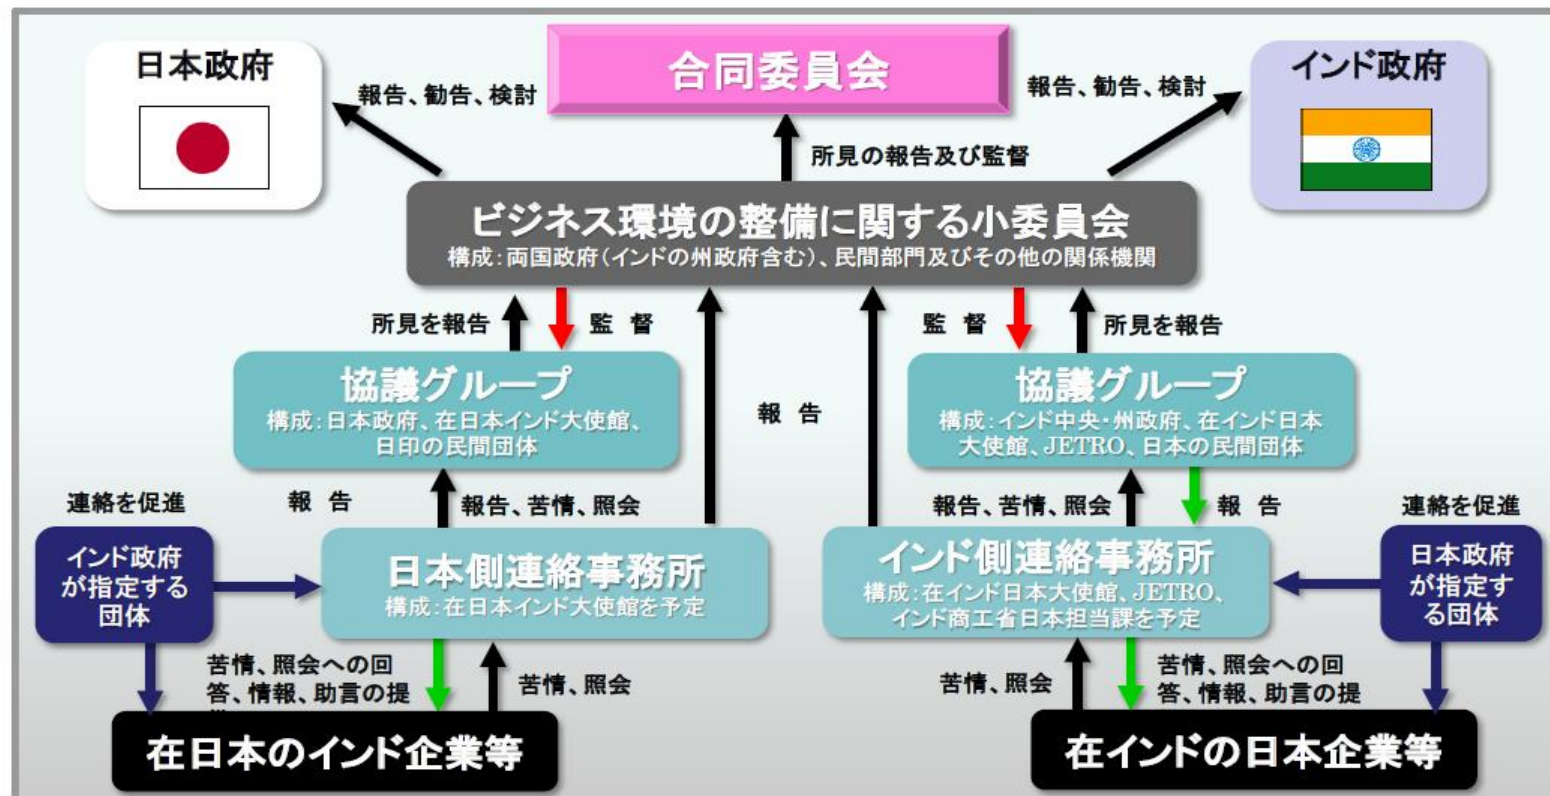 日本政府
合同委員会
インド政府
報告、勧告、検討
報告、勧告、検討
所見の報告及び監督
ビジネス環境の整備に関する小委員会
構成：両国政府（インドの州政府含む）、民間部門及びその他の関係機関
所見を報告
監 督
監 督
所見を報告
協議グループ
構成：日本政府、在日本インド大使館、
日印の民間団体
報 告
協議グループ
構成：インド中央・州政府、在インド日本
大使館、JETRO、日本の民間団体
連絡を促進
報 告
報告、苦情、照会
報告、苦情、照会
報 告
連絡を促進
インド政府
が指定する
団体
日本側連絡事務所
構成：在日本インド大使館を予定
インド側連絡事務所
構成：在インド日本大使館、JETRO、
インド商工省日本担当課を予定
日本政府
が指定す
る団体
苦情、照会への回
答、情報、助言の提
苦情、照会
苦情、照会
苦情、照会への回
答、情報、助言の提
在日本のインド企業等
在インドの日本企業等